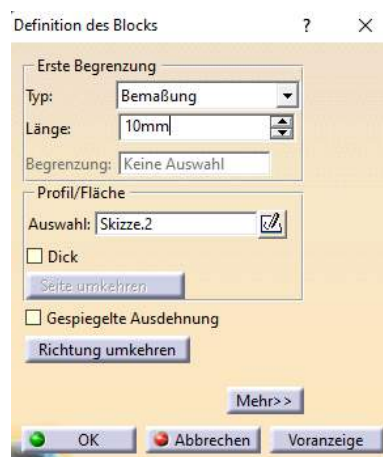 Definition des Blocks ? X
Erste Begrenzung
Typ: Bemaßung
Länge: 10mm
Begrenzung: Keine Auswahl
Profil/Fläche
Auswahl: Skizze.2
Dick
Seite umkehren
Gespiegelte Ausdehnung
Richtung umkehren
Mehr>>
OK Abbrechen Voranzeige